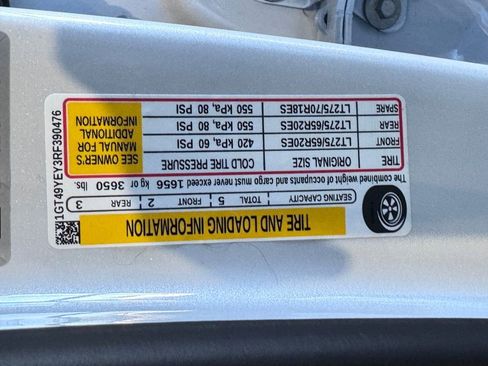 TIRE AND LOADING INFORMATION
SEATING CAPACITY TOTAL 5 FRONT 2 REAR 3
The combined weight of occupants and cargo must never exceed 1656 kg or 3650 lbs.
TIRE ORIGINAL SIZE COLD TIRE PRESSURE
FRONT LT275/65R20ES 420 kPa, 60 PSI
REAR LT275/65R20ES 550 kPa, 80 PSI
SPARE LT275/70R18ES 550 kPa, 80 PSI
SEE OWNER'S
MANUAL FOR
ADDITIONAL
INFORMATION
1GT49YEY3RF390476